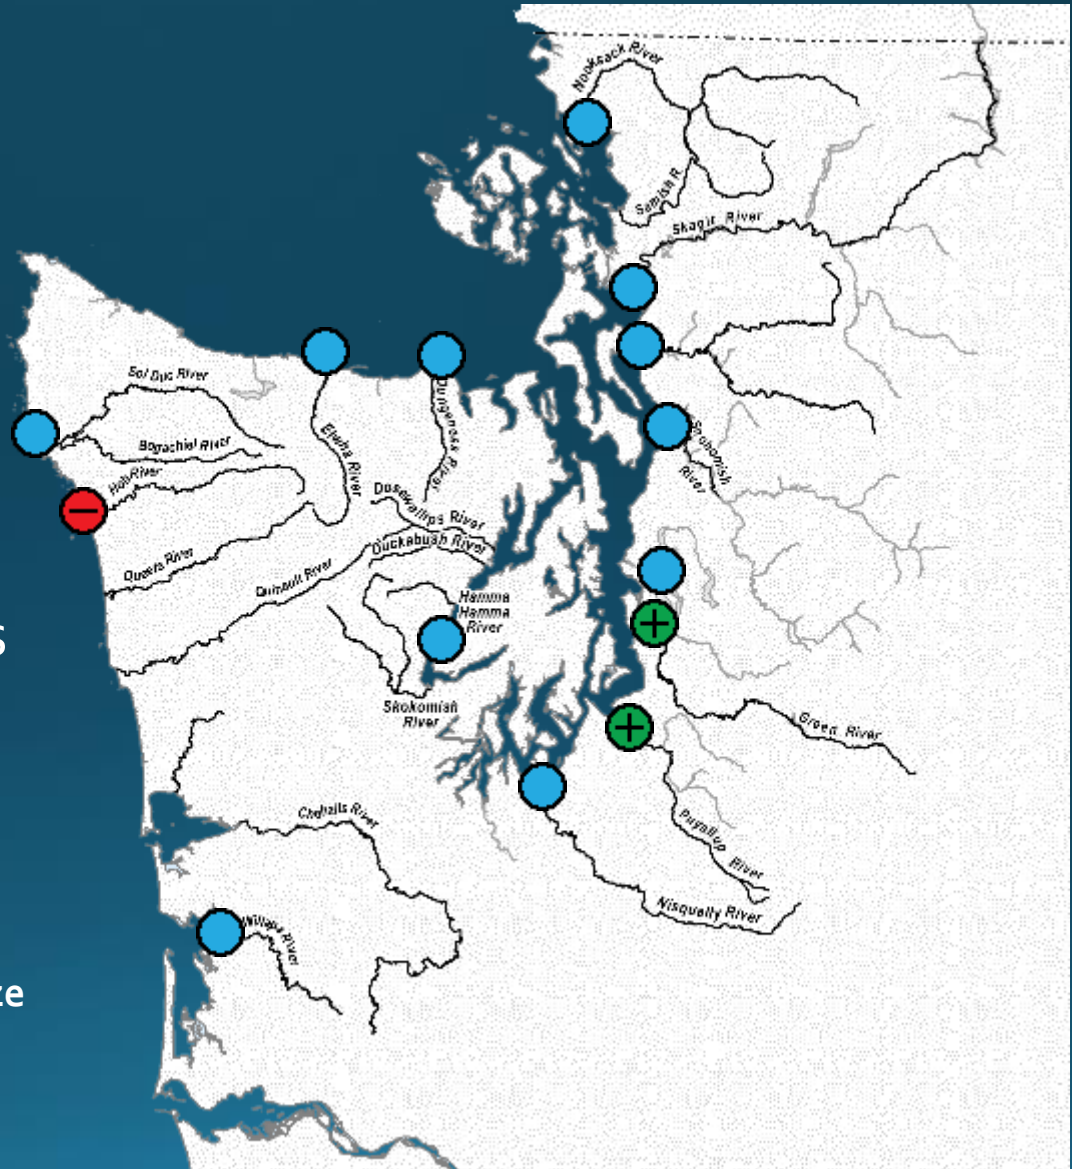 Nooksack River
Samish R
Skagit River
Sol Duc River
Bogachiel River
Hoh River
Elwha River
Dungeness River
Snohomish
River
Dosewallips River
Duckabush River
Queets River
Quinault River
Hamma
Hamma
River
Skokomish
River
S
Green River
Chehalis River
Puyallup River
Nisqually River
Willapa River
ze